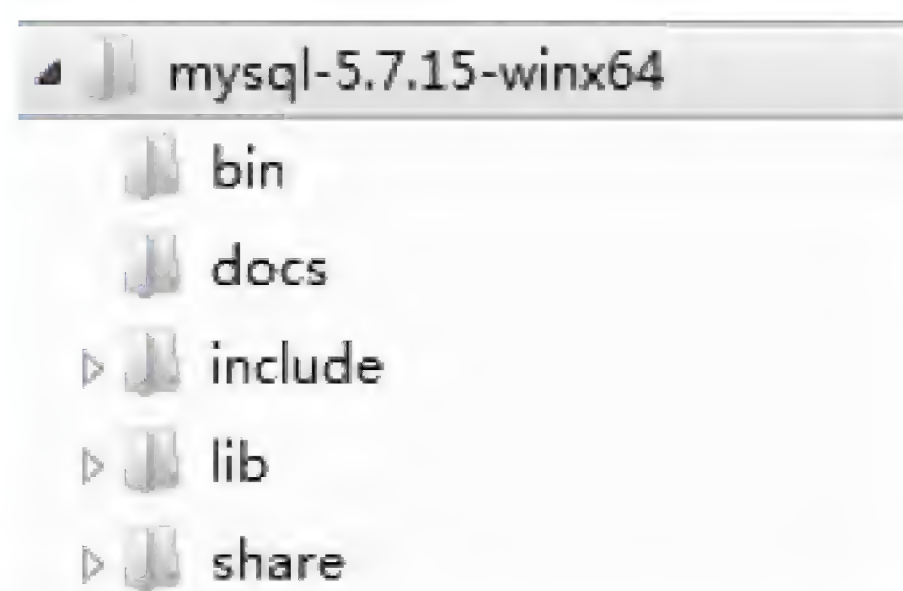 mysql-5.7.15-winx64
bin
docs
include
lib
share